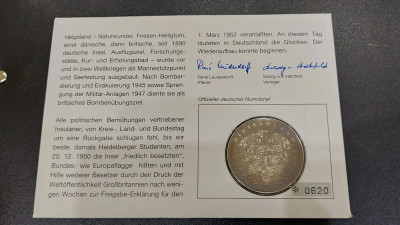 Helgoland – Naturwunder, Friesen-Heiligtum,
einst dänische, dann britische, seit 1890
deutsche Insel, Ausflugsziel, Forschungs-
stätte, Kur- und Erholungsbad – wurde vor
und in zwei Weltkriegen als Marinestützpunkt
und Seefestung ausgebaut. Nach Bombar-
dierung und Evakuierung 1945 sowie Spren-
gung der Militär-Anlagen 1947 diente sie als
britisches Bombenübungsziel.
Alle politischen Bemühungen vertriebener
Insulaner, von Kreis-, Land- und Bundestag
um eine Rückgabe schlugen fehl, bis wir
beide, damals Heidelberger Studenten, am
20. 12. 1950 die Insel „friedlich besetzten",
Bundes- wie Europaflagge hißten und mit
Hilfe weiterer Besetzer durch den Druck der
Weltöffentlichkeit Großbritannien nach weni-
gen Wochen zur Freigabe-Erklärung für den
1. März 1952 veranlaßten. An diesem Tag
läuteten in Deutschland die Glocken. Der
Wiederaufbau konnte beginnen.
René Leudesdorff
Georg von Hatzfeld
René Leudesdorff
Georg von Hatzfeld
Pfarrer
Verleger
Offizieller deutscher Numisbrief
0620